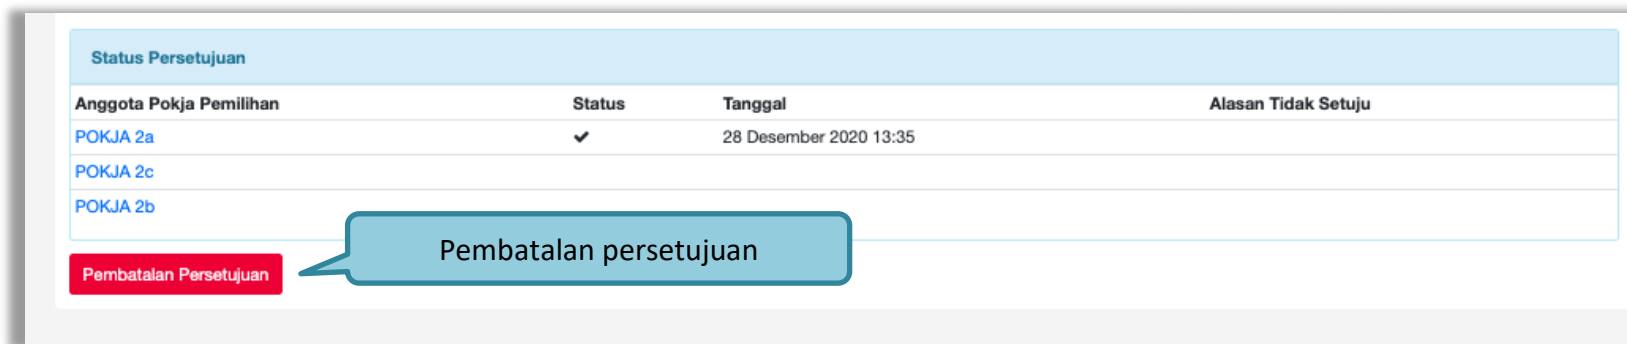 Status Persetujuan
Anggota Pokja Pemilihan Status Tanggal Alasan Tidak Setuju
POKJA 2a ✔ 28 Desember 2020 13:35
POKJA 2c
POKJA 2b
Pembatalan persetujuan
Pembatalan Persetujuan